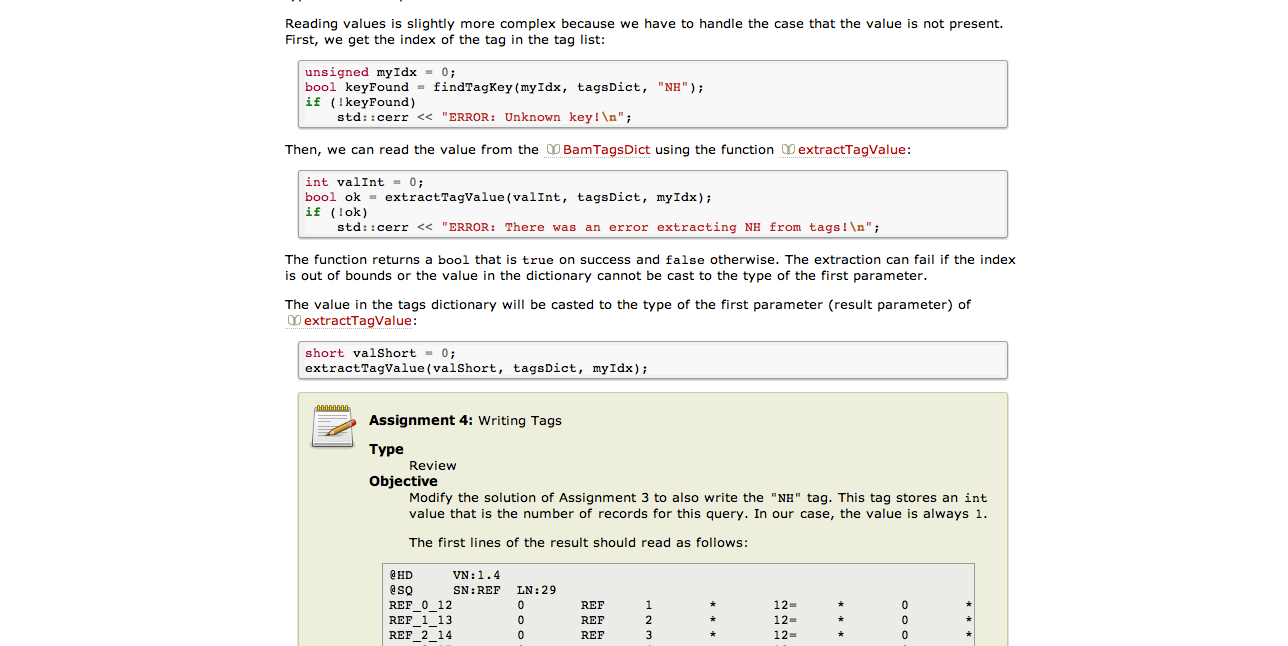 Reading values is slightly more complex because we have to handle the case that the value is not present.
First, we get the index of the tag in the tag list:
unsigned myIdx = 0;
bool keyFound = findTagKey(myIdx, tagsDict, "NH");
if (!keyFound)
    std::cerr << "ERROR: Unknown key!\n";
Then, we can read the value from the BamTagsDict using the function extractTagValue:
int valInt = 0;
bool ok = extractTagValue(valInt, tagsDict, myIdx);
if (!ok)
    std::cerr << "ERROR: There was an error extracting NH from tags!\n";
The function returns a bool that is true on success and false otherwise. The extraction can fail if the index
is out of bounds or the value in the dictionary cannot be cast to the type of the first parameter.
The value in the tags dictionary will be casted to the type of the first parameter (result parameter) of
extractTagValue:
short valShort = 0;
extractTagValue(valShort, tagsDict, myIdx);
Assignment 4: Writing Tags
Type
Review
Objective
Modify the solution of Assignment 3 to also write the "NH" tag. This tag stores an int
value that is the number of records for this query. In our case, the value is always 1.
The first lines of the result should read as follows:
@HD     VN:1.4
@SQ     SN:REF  LN:29
REF_0_12        0       REF     1       *       12=     *       0       *
REF_1_13        0       REF     2       *       12=     *       0       *
REF_2_14        0       REF     3       *       12=     *       0       *